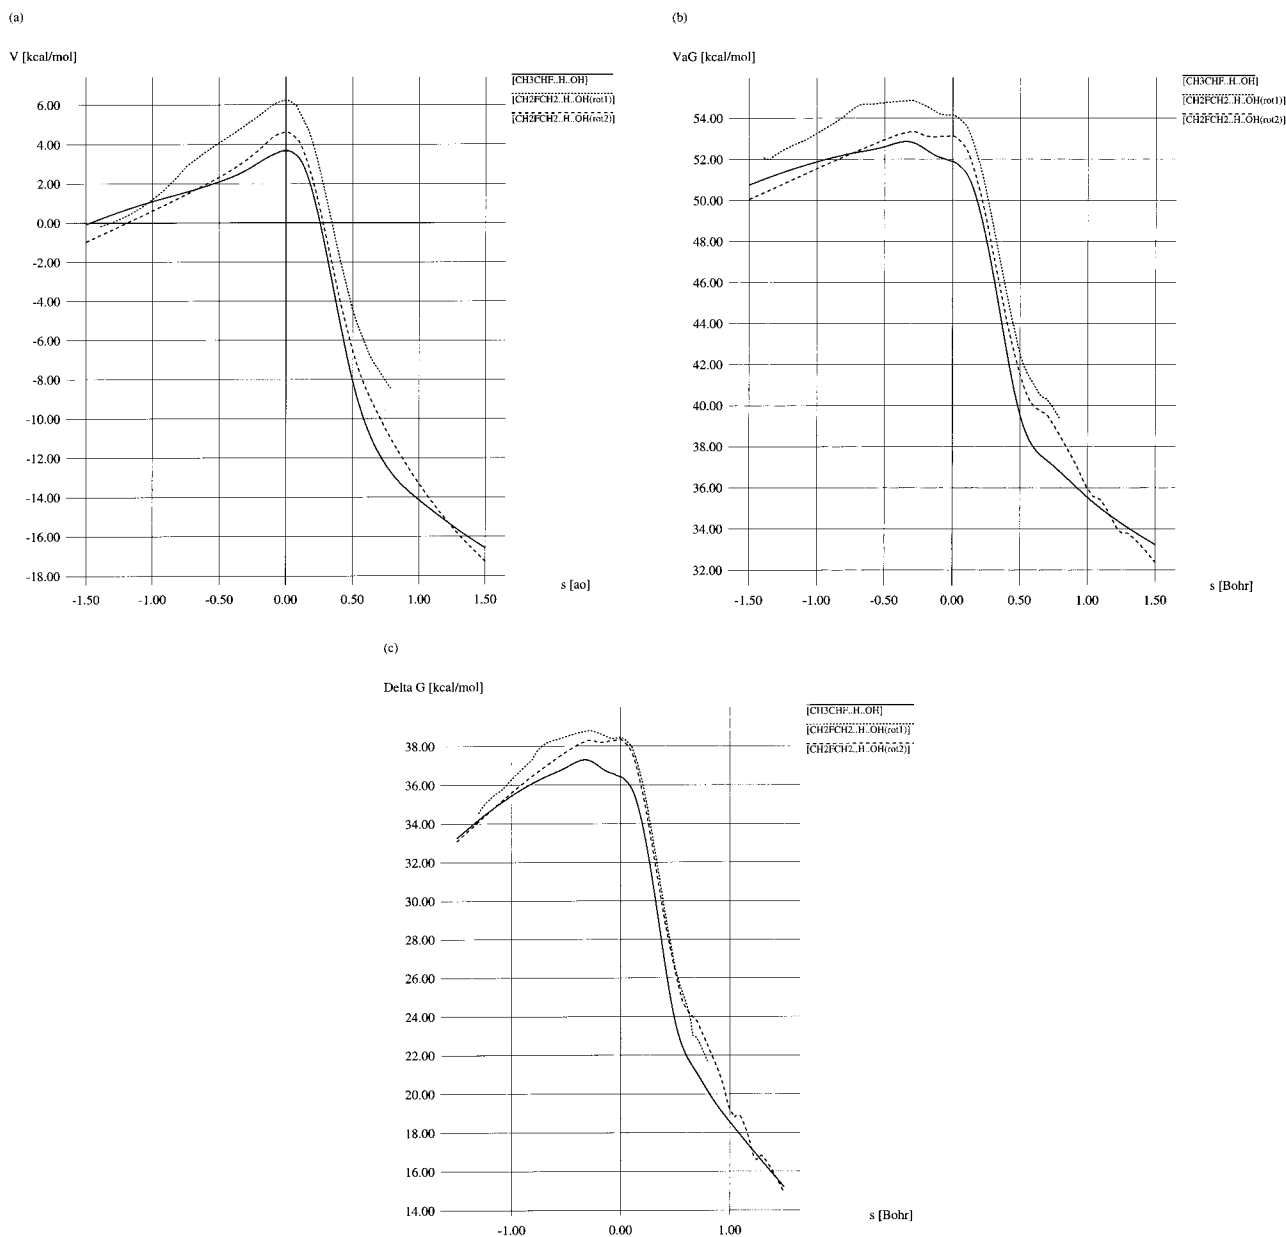 (a)
V [kcal/mol]
[CH3CHF..H..OH]
[CH2FCH2..H..OH(rot1)]
[CH2FCH2..H..OH(rot2)]
6.00
4.00
2.00
0.00
-2.00
-4.00
-6.00
-8.00
-10.00
-12.00
-14.00
-16.00
-18.00
-1.50 -1.00 -0.50 0.00 0.50 1.00 1.50
s [ao]
(b)
VaG [kcal/mol]
[CH3CHF..H..OH]
[CH2FCH2..H..OH(rot1)]
[CH2FCH2..H..OH(rot2)]
54.00
52.00
50.00
48.00
46.00
44.00
42.00
40.00
38.00
36.00
34.00
32.00
-1.50 -1.00 -0.50 0.00 0.50 1.00 1.50
s [Bohr]
(c)
Delta G [kcal/mol]
[CH3CHF..H..OH]
[CH2FCH2..H..OH(rot1)]
[CH2FCH2..H..OH(rot2)]
38.00
36.00
34.00
32.00
30.00
28.00
26.00
24.00
22.00
20.00
18.00
16.00
14.00
-1.00 0.00 1.00
s [Bohr]